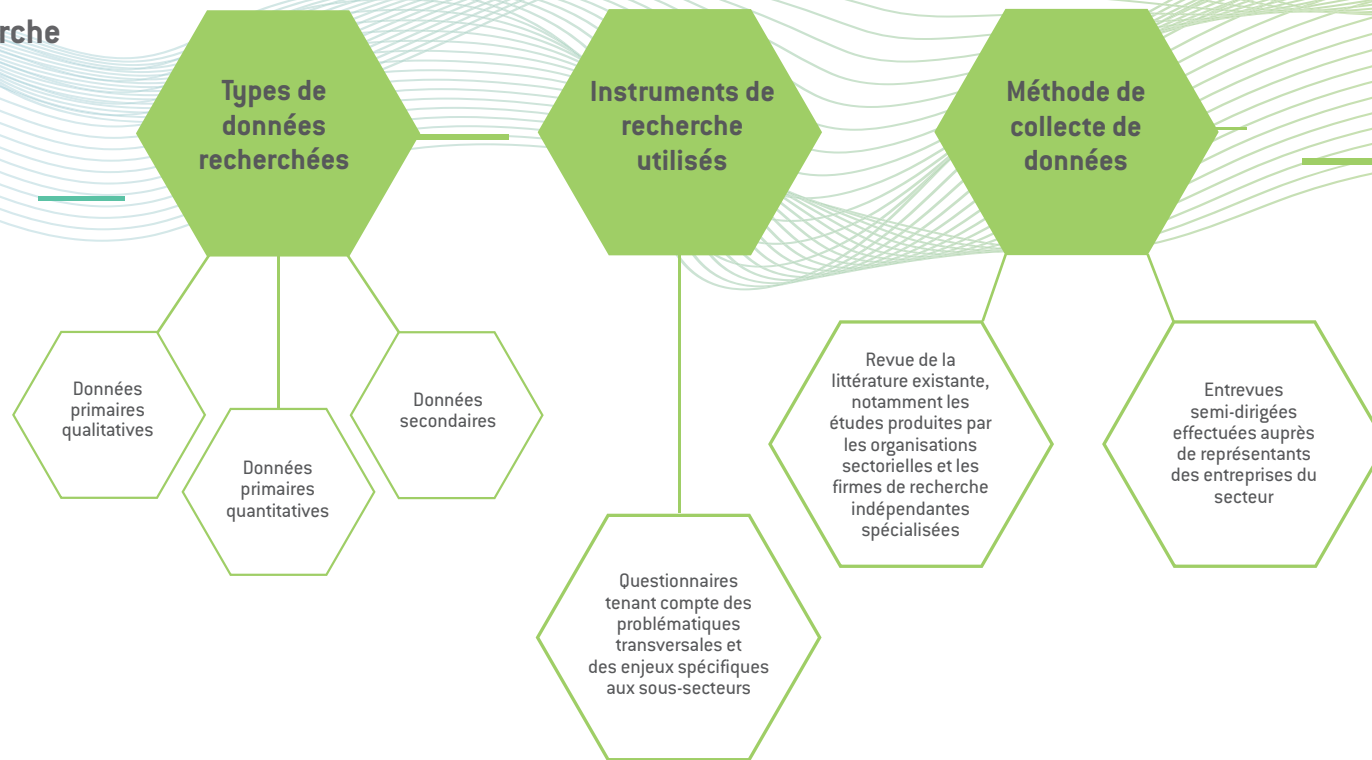 rche
Types de
données
recherchées
Données
primaires
qualitatives
Données
primaires
quantitatives
Données
secondaires
Instruments de
recherche
utilisés
Questionnaires
tenant compte des
problématiques
transversales et
des enjeux spécifiques
aux sous-secteurs
Méthode de
collecte de
données
Revue de la
littérature existante,
notamment les
études produites par
les organisations
sectorielles et les
firmes de recherche
indépendantes
spécialisées
Entrevues
semi-dirigées
effectuées auprès
de représentants
des entreprises du
secteur